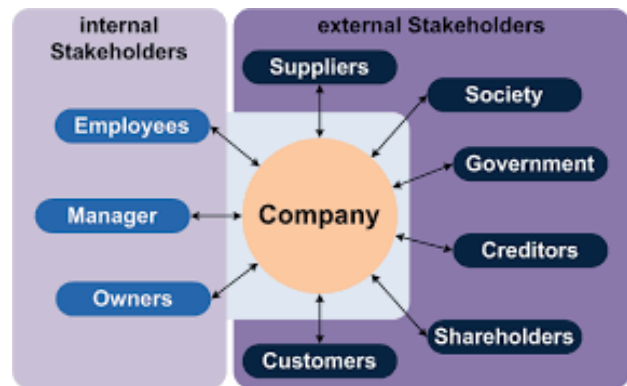 internal
Stakeholders
external Stakeholders
Suppliers
Society
Employees
Government
Manager
Company
Creditors
Owners
Shareholders
Customers